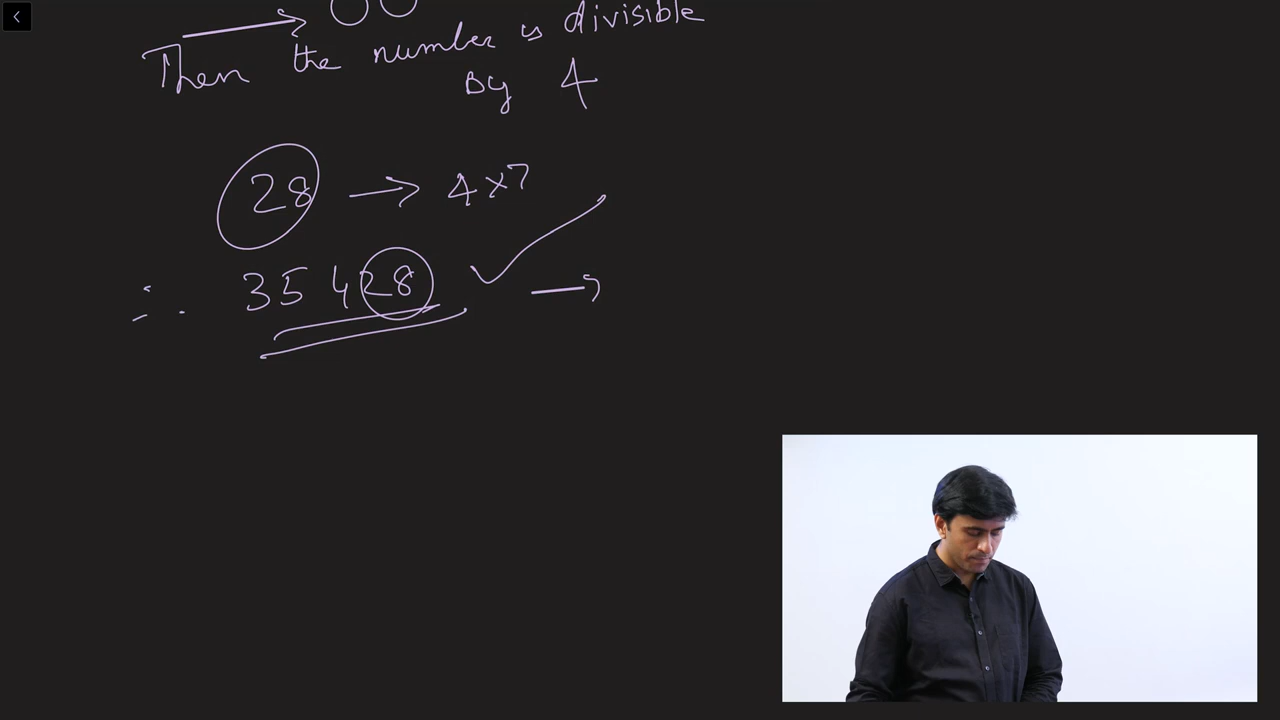 Then the number is divisible
by 4
28 → 4×7
∴ 35428 ✓ →